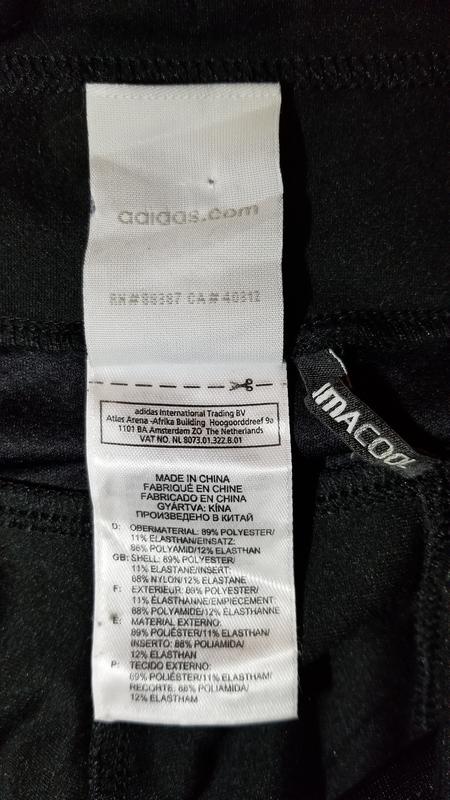 adidas.com
RN#88387 CA#40312
adidas International Trading BV
Atlas Arena -Afrika Building Hoogoorddreef 9a
1101 BA Amsterdam ZO The Netherlands
VAT NO. NL 8073.01.322.B.01
MADE IN CHINA
FABRIQUÉ EN CHINE
FABRICADO EN CHINA
GYÁRTVA: KÍNA
ПРОИЗВЕДЕНО В КИТАЙ
D: OBERMATERIAL: 89% POLYESTER/
11% ELASTHAN/EINSATZ:
88% POLYAMID/12% ELASTHAN
GB: SHELL: 89% POLYESTER/
11% ELASTANE/INSERT:
88% NYLON/12% ELASTANE
F: EXTERIEUR: 89% POLYESTER/
11% ÉLASTHANNE/EMPIECEMENT:
88% POLYAMIDE/12% ÉLASTHANNE
E: MATERIAL EXTERNO:
89% POLIÉSTER/11% ELASTHAN/
INSERTO: 88% POLIAMIDA/
12% ELASTHAN
P: TECIDO EXTERNO:
89% POLIÉSTER/11% ELASTHAM/
RECORTE: 88% POLIAMIDA/
12% ELASTHAM
IMACOOL